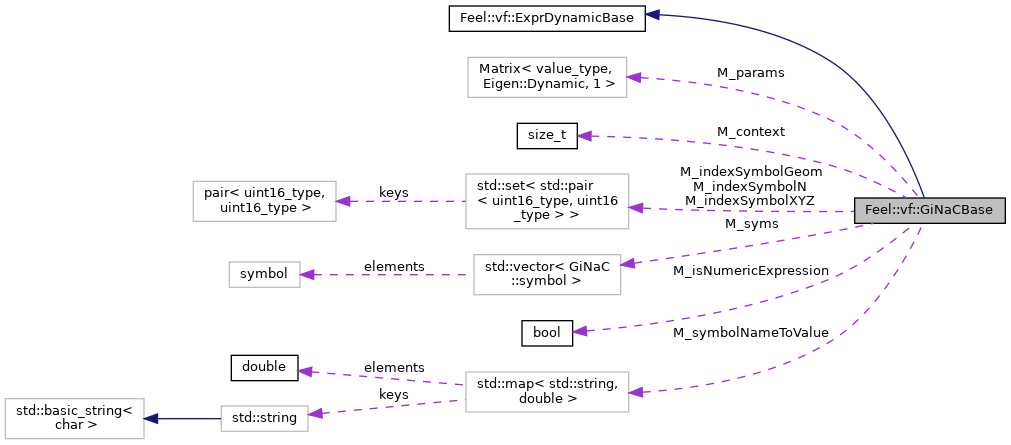 Feel::vf::ExprDynamicBase
Matrix< value_type,
Eigen::Dynamic, 1 >
M_params
size_t
M_context
pair< uint16_type,
uint16_type >
keys
std::set< std::pair
< uint16_type, uint16
_type > >
M_indexSymbolGeom
M_indexSymbolN
M_indexSymbolXYZ
Feel::vf::GiNaCBase
M_syms
symbol
elements
std::vector< GiNaC
::symbol >
M_isNumericExpression
bool
M_symbolNameToValue
double
elements
std::map< std::string,
double >
keys
std::basic_string<
char >
std::string